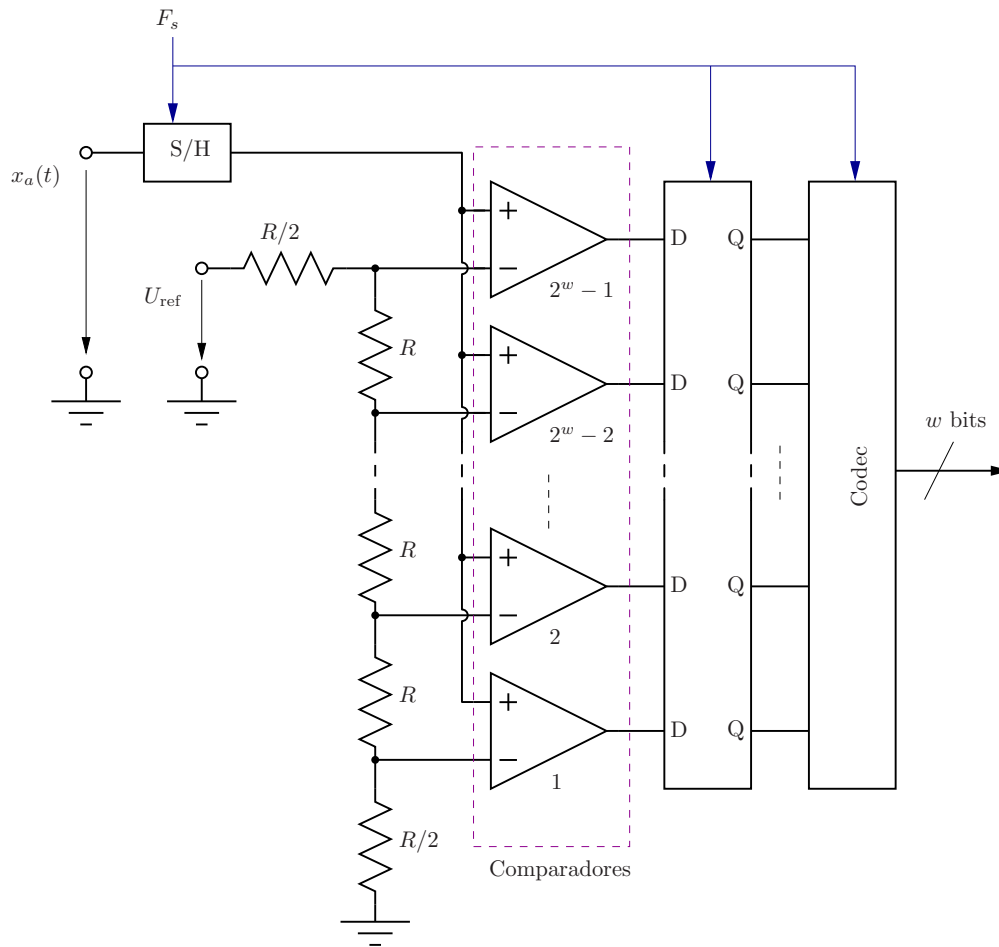 F_s
S/H
x_a(t)
R/2
+
−
2^w − 1
U_ref
R
+
−
2^w − 2
D
Q
D
Q
w bits
Codec
R
+
−
2
D
Q
R
+
−
1
D
Q
R/2
Comparadores